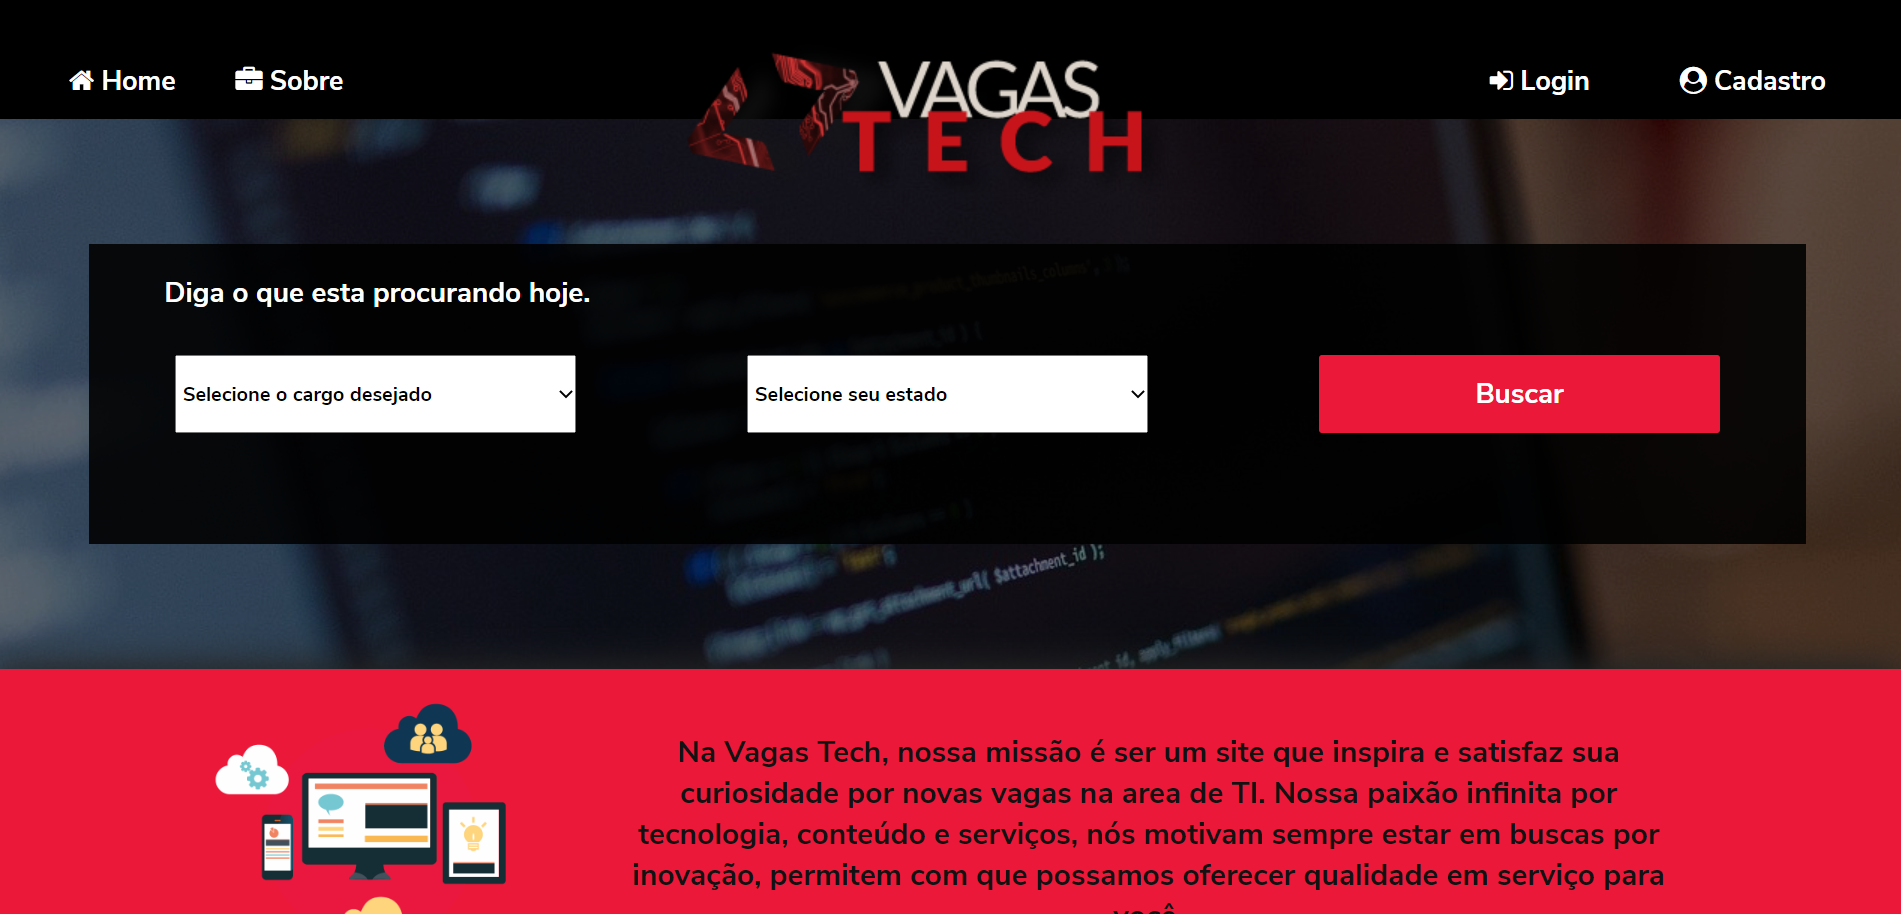 Home
Sobre
VAGAS
TECH
Login
Cadastro
Diga o que esta procurando hoje.
Selecione o cargo desejado
Selecione seu estado
Buscar
$attachment_id );
Na Vagas Tech, nossa missão é ser um site que inspira e satisfaz sua
curiosidade por novas vagas na area de TI. Nossa paixão infinita por
tecnologia, conteúdo e serviços, nós motivam sempre estar em buscas por
inovação, permitem com que possamos oferecer qualidade em serviço para
você